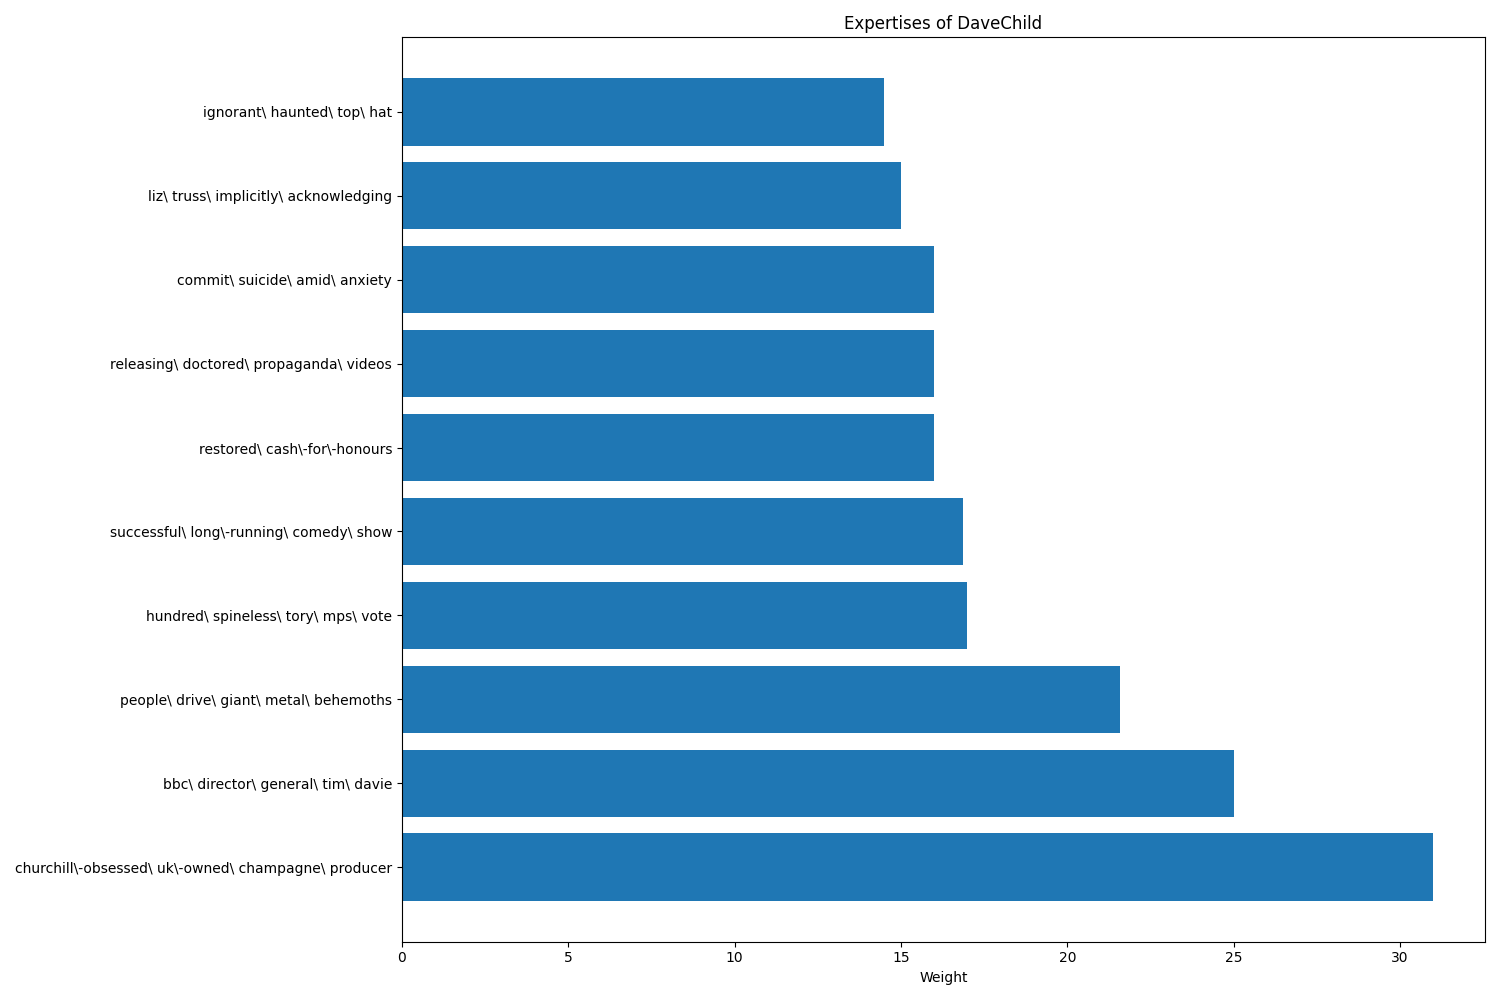 Expertises of DaveChild
ignorant\ haunted\ top\ hat
liz\ truss\ implicitly\ acknowledging
commit\ suicide\ amid\ anxiety
releasing\ doctored\ propaganda\ videos
restored\ cash\-for\-honours
successful\ long\-running\ comedy\ show
hundred\ spineless\ tory\ mps\ vote
people\ drive\ giant\ metal\ behemoths
bbc\ director\ general\ tim\ davie
churchill\-obsessed\ uk\-owned\ champagne\ producer
0 5 10 15 20 25 30
Weight